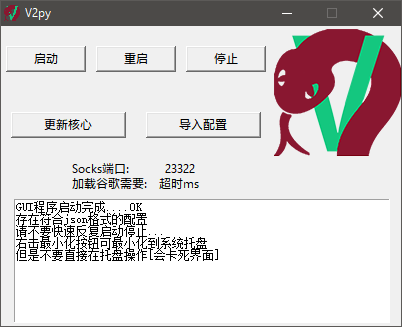 V2py
启动 重启 停止
更新核心 导入配置
Socks端口: 23322
加载谷歌需要: 超时ms
GUI程序启动完成....OK
存在符合json格式的配置
请不要快速反复启动停止...
右击最小化按钮可最小化到系统托盘
但是不要直接在托盘操作[会卡死界面]